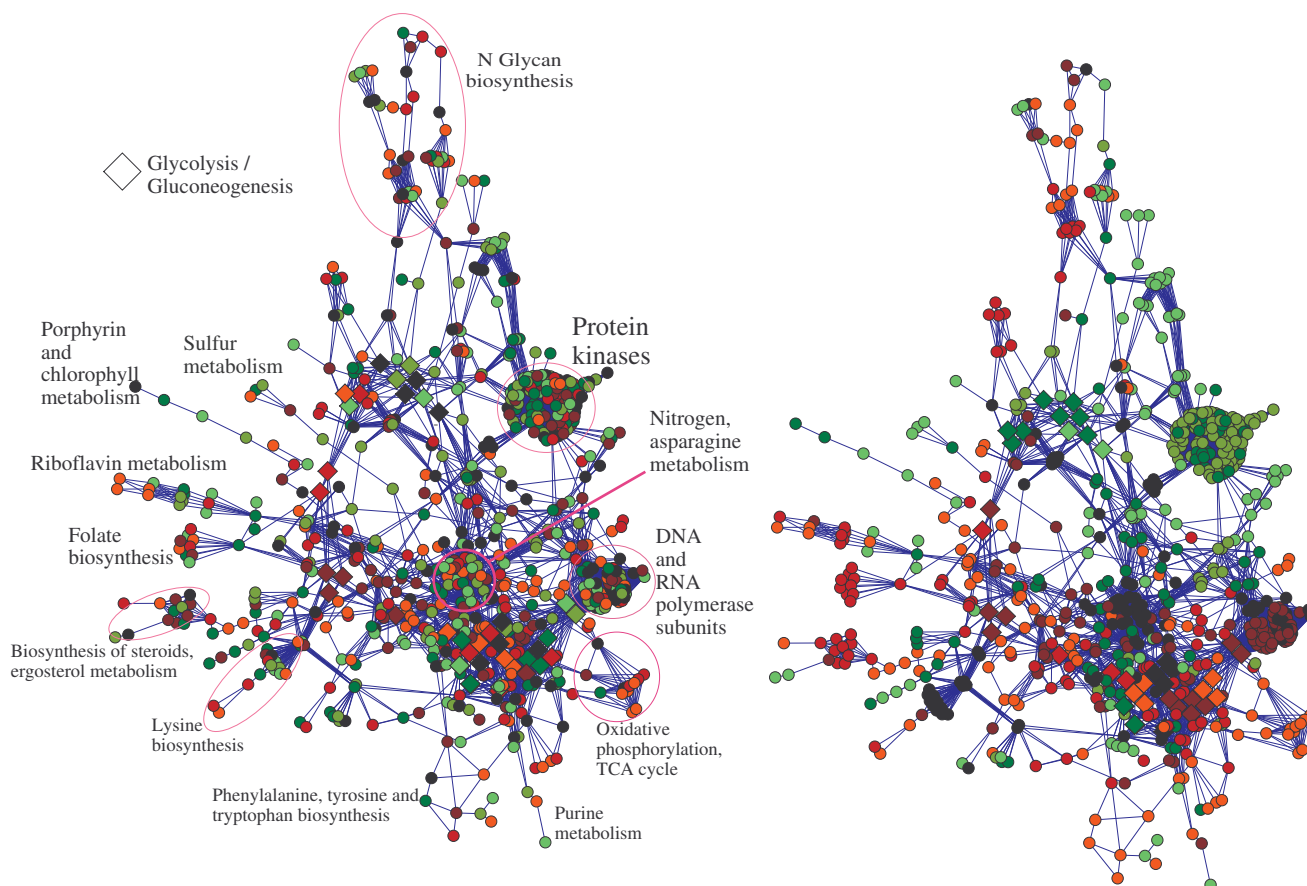 N Glycan
biosynthesis
Glycolysis /
Gluconeogenesis
Porphyrin
and
chlorophyll
metabolism
Sulfur
metabolism
Protein
kinases
Nitrogen,
asparagine
metabolism
Riboflavin metabolism
Folate
biosynthesis
DNA
and
RNA
polymerase
subunits
Biosynthesis of steroids,
ergosterol metabolism
Lysine
biosynthesis
Oxidative
phosphorylation,
TCA cycle
Phenylalanine, tyrosine and
tryptophan biosynthesis
Purine
metabolism